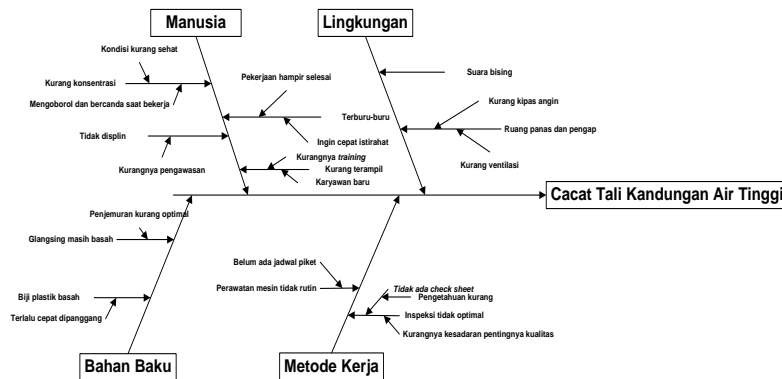 Manusia
Lingkungan
Kondisi kurang sehat
Kurang konsentrasi
Mengoborol dan bercanda saat bekerja
Pekerjaan hampir selesai
Terburu-buru
Ingin cepat istirahat
Tidak displin
Kurangnya pengawasan
Kurangnya training
Kurang terampil
Karyawan baru
Suara bising
Kurang kipas angin
Ruang panas dan pengap
Kurang ventilasi
Cacat Tali Kandungan Air Tinggi
Penjemuran kurang optimal
Glangsing masih basah
Biji plastik basah
Terlalu cepat dipanggang
Belum ada jadwal piket
Perawatan mesin tidak rutin
Tidak ada check sheet
Pengetahuan kurang
Inspeksi tidak optimal
Kurangnya kesadaran pentingnya kualitas
Bahan Baku
Metode Kerja